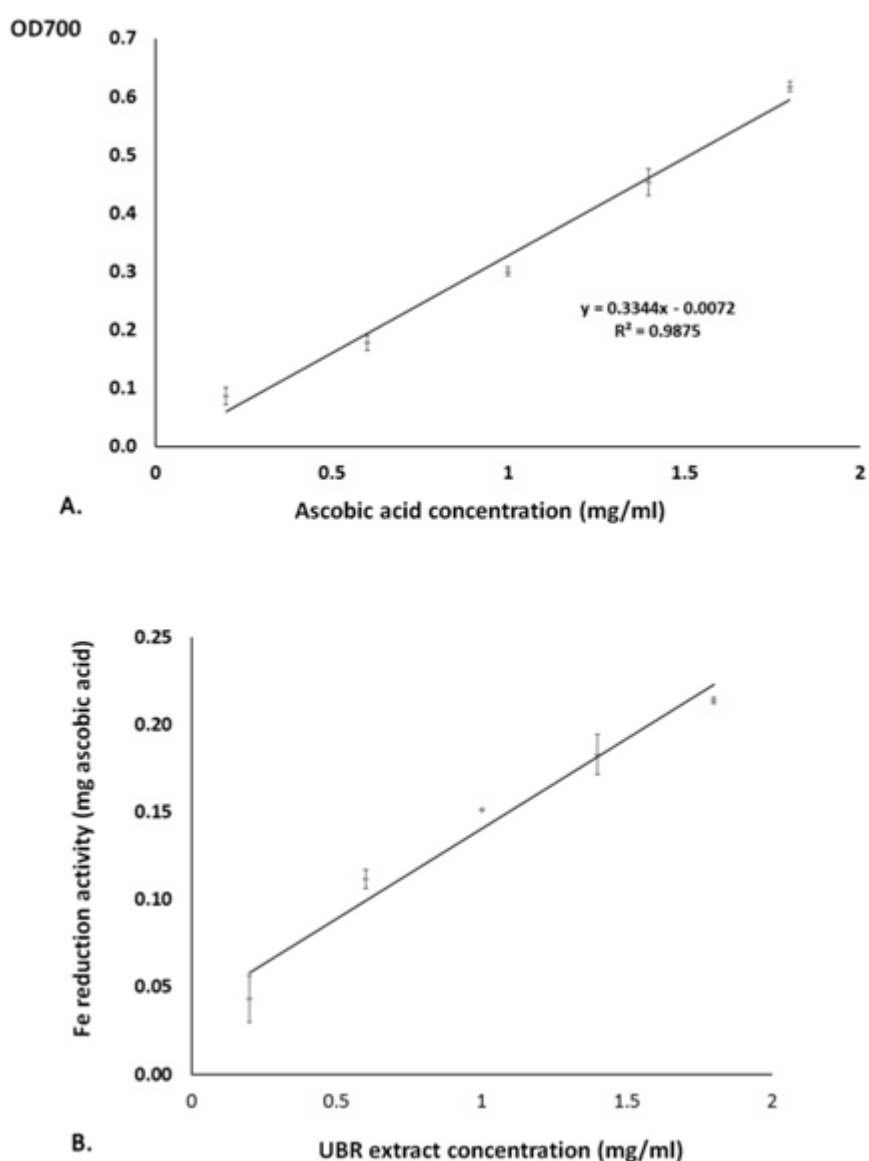 OD700
0.7
0.6
0.5
0.4
0.3
0.2
0.1
0.0
y = 0.3344x - 0.0072
R² = 0.9875
0 0.5 1 1.5 2
A.
Ascobic acid concentration (mg/ml)
Fe reduction activity (mg ascobic acid)
0.25
0.20
0.15
0.10
0.05
0.00
0 0.5 1 1.5 2
B.
UBR extract concentration (mg/ml)